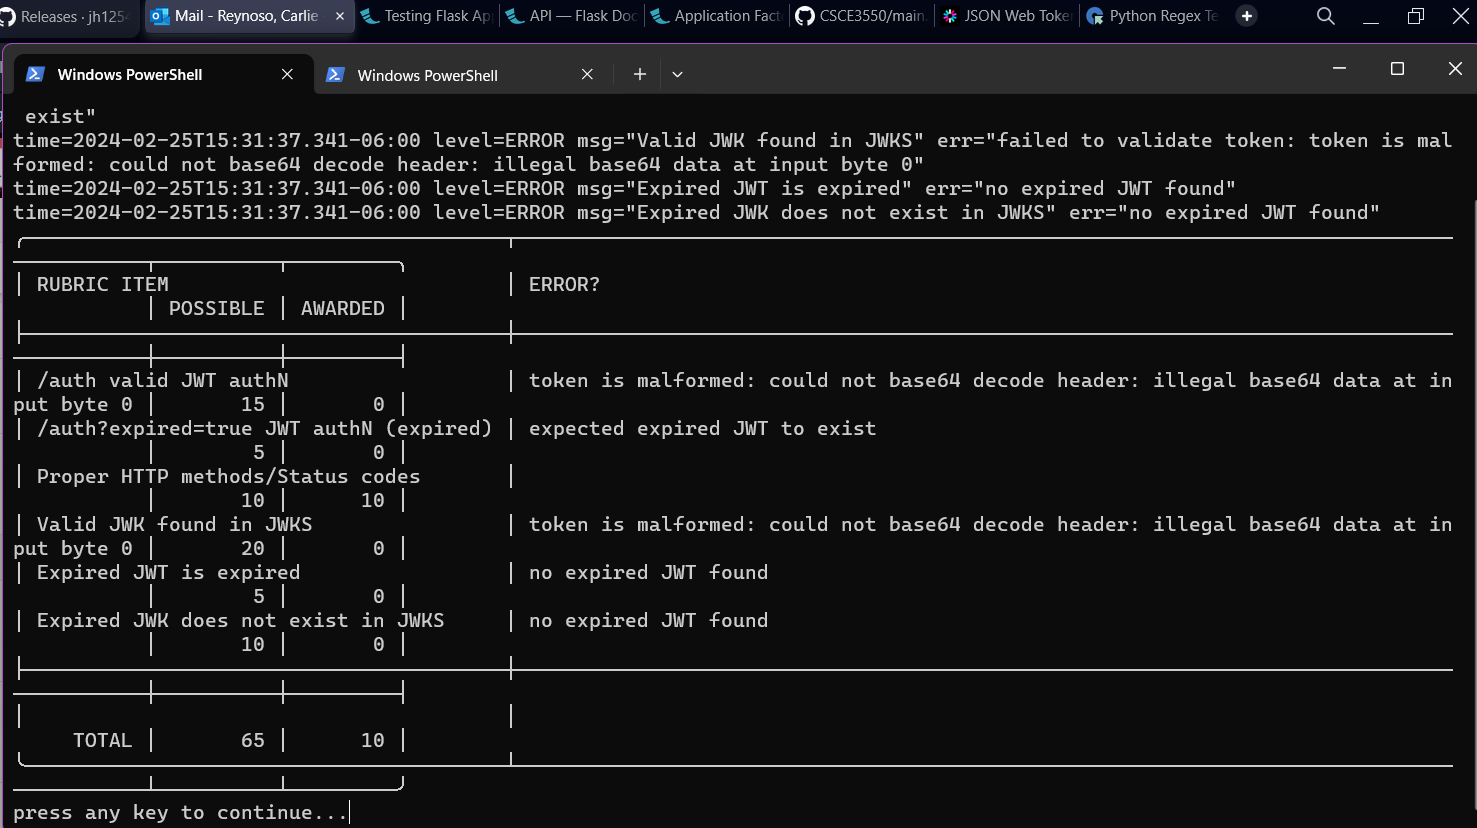 Releases · jh1254
Mail - Reynoso, Carlie
Testing Flask Ap
API — Flask Doc
Application Fact
CSCE3550/main.
JSON Web Toke
Python Regex Te
Windows PowerShell
Windows PowerShell
exist"
time=2024-02-25T15:31:37.341-06:00 level=ERROR msg="Valid JWK found in JWKS" err="failed to validate token: token is mal
formed: could not base64 decode header: illegal base64 data at input byte 0"
time=2024-02-25T15:31:37.341-06:00 level=ERROR msg="Expired JWT is expired" err="no expired JWT found"
time=2024-02-25T15:31:37.341-06:00 level=ERROR msg="Expired JWK does not exist in JWKS" err="no expired JWT found"
RUBRIC ITEM ERROR?
POSSIBLE AWARDED
/auth valid JWT authN token is malformed: could not base64 decode header: illegal base64 data at in
put byte 0 15 0
/auth?expired=true JWT authN (expired) expected expired JWT to exist
5 0
Proper HTTP methods/Status codes
10 10
Valid JWK found in JWKS token is malformed: could not base64 decode header: illegal base64 data at in
put byte 0 20 0
Expired JWT is expired no expired JWT found
5 0
Expired JWK does not exist in JWKS no expired JWT found
10 0
TOTAL 65 10
press any key to continue...